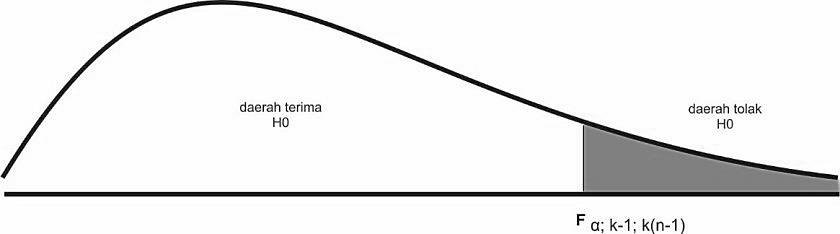 daerah terima
H0
daerah tolak
H0
F α; k-1; k(n-1)